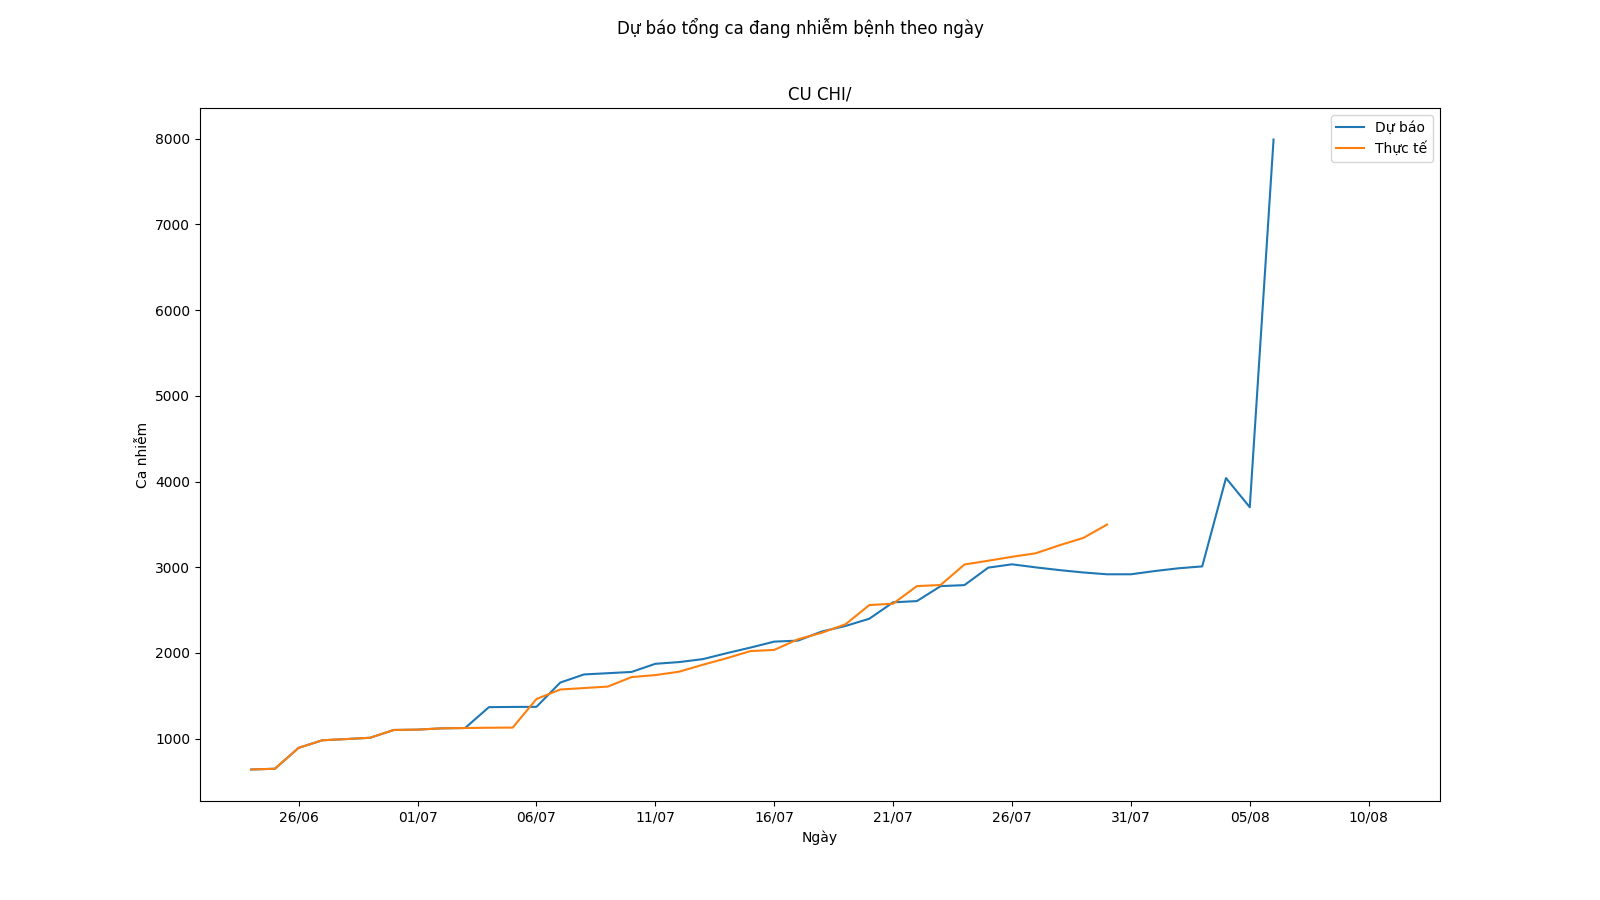 Dự báo tổng ca đang nhiễm bệnh theo ngày
CU CHI/
Dự báo
Thực tế
8000
7000
6000
5000
4000
3000
2000
1000
Ca nhiễm
26/06 01/07 06/07 11/07 16/07 21/07 26/07 31/07 05/08 10/08
Ngày